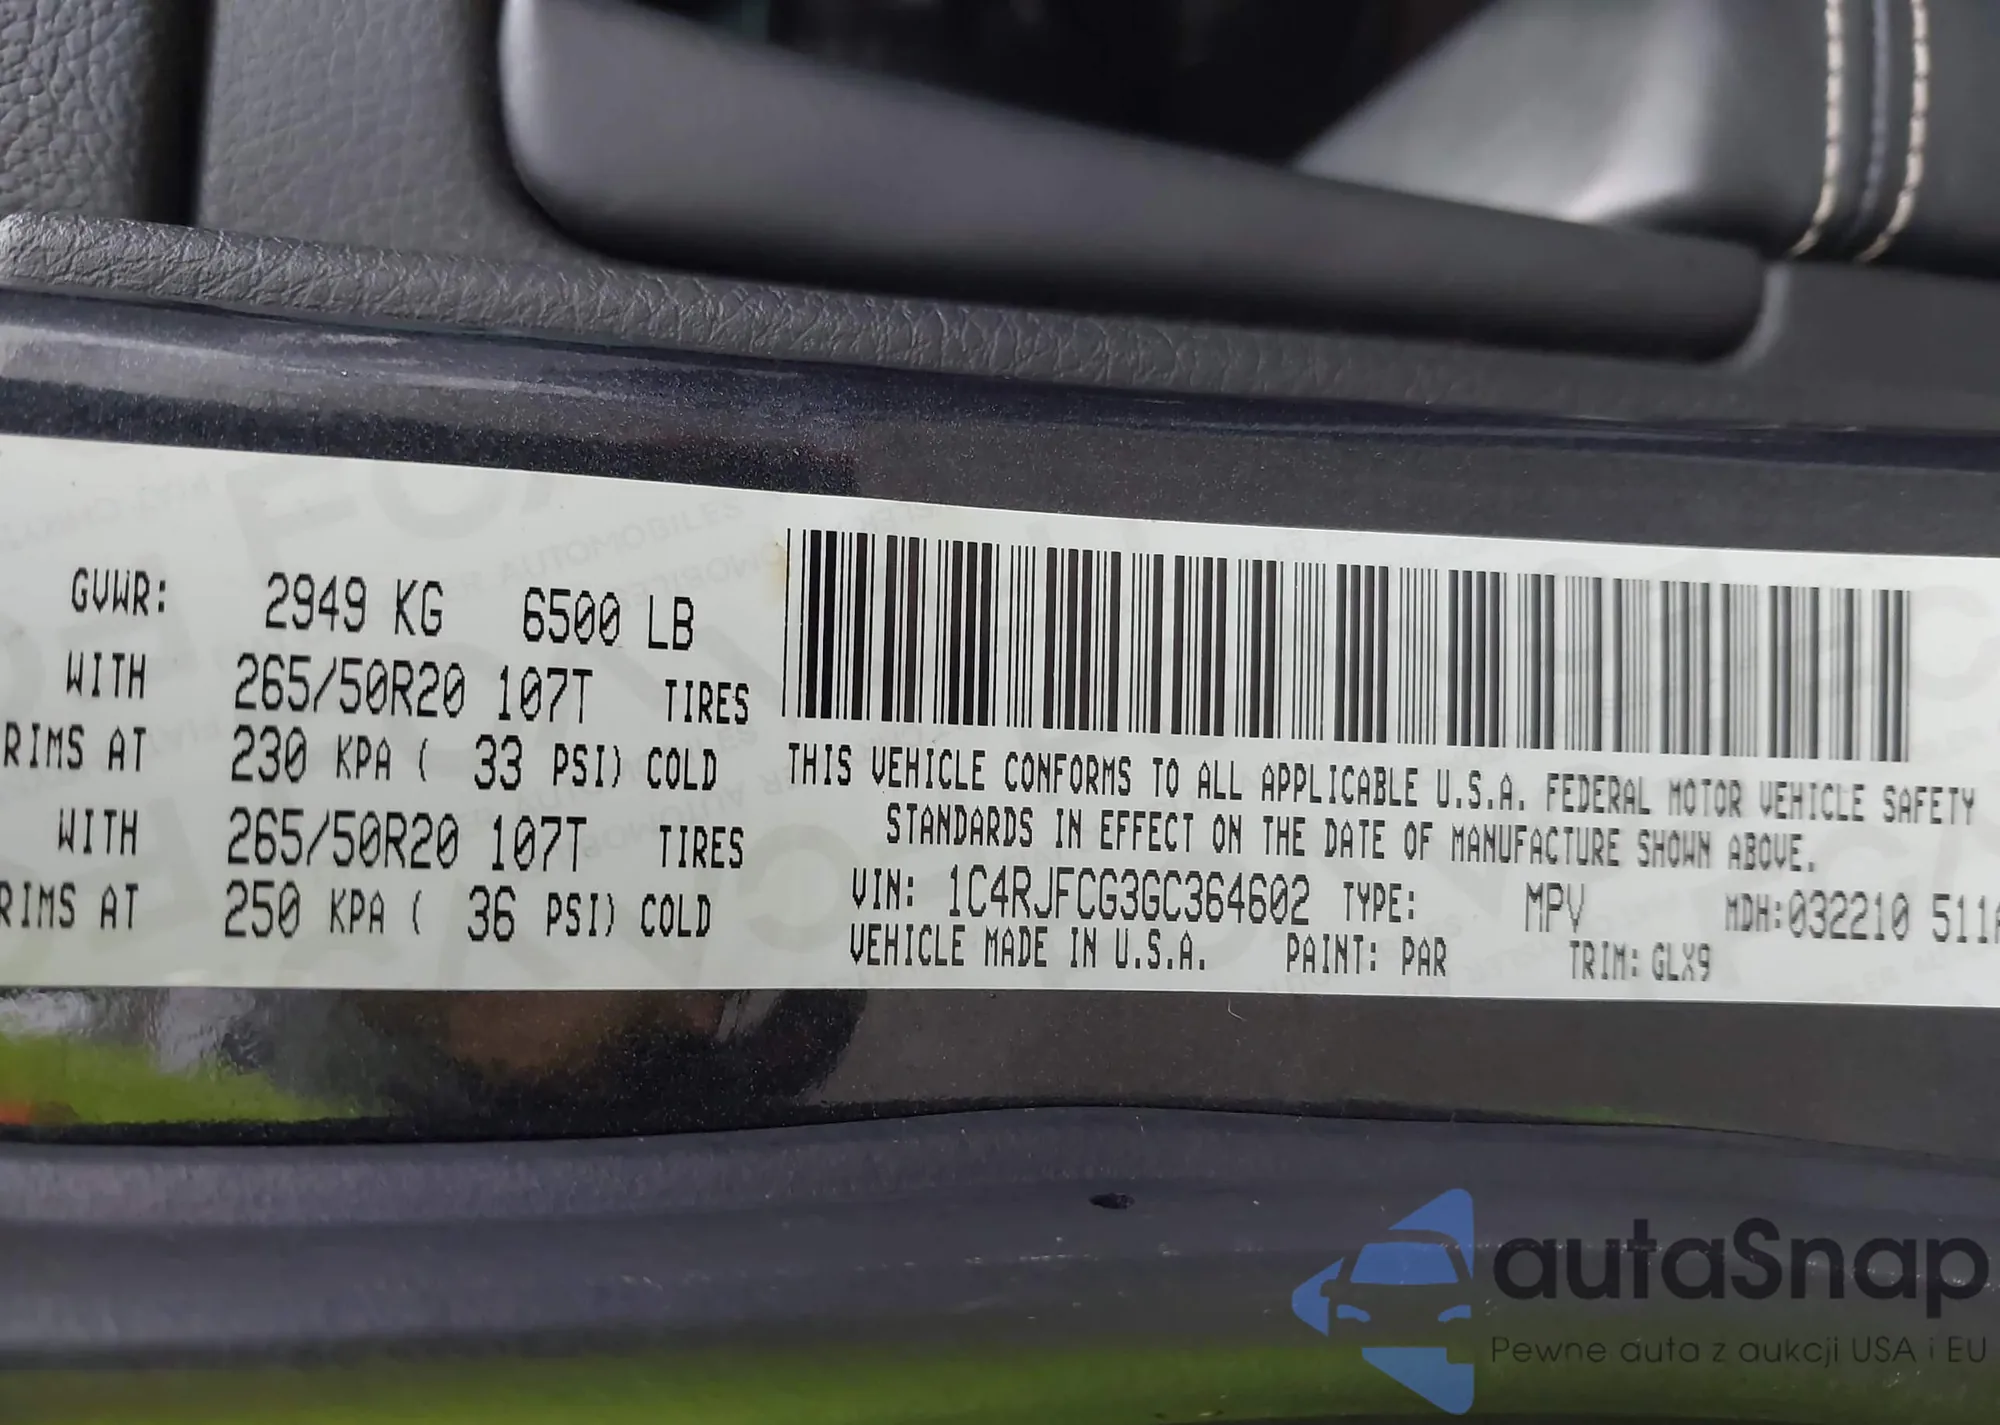 GVWR: 2949 KG 6500 LB
WITH 265/50R20 107T TIRES
RIMS AT 230 KPA ( 33 PSI) COLD
WITH 265/50R20 107T TIRES
RIMS AT 250 KPA ( 36 PSI) COLD
THIS VEHICLE CONFORMS TO ALL APPLICABLE U.S.A. FEDERAL MOTOR VEHICLE SAFETY
STANDARDS IN EFFECT ON THE DATE OF MANUFACTURE SHOWN ABOVE.
VIN: 1C4RJFCG3GC364602 TYPE: MPV MDH:032210 511A
VEHICLE MADE IN U.S.A. PAINT: PAR TRIM: GLX9
autaSnap
Pewne auta z aukcji USA i EU